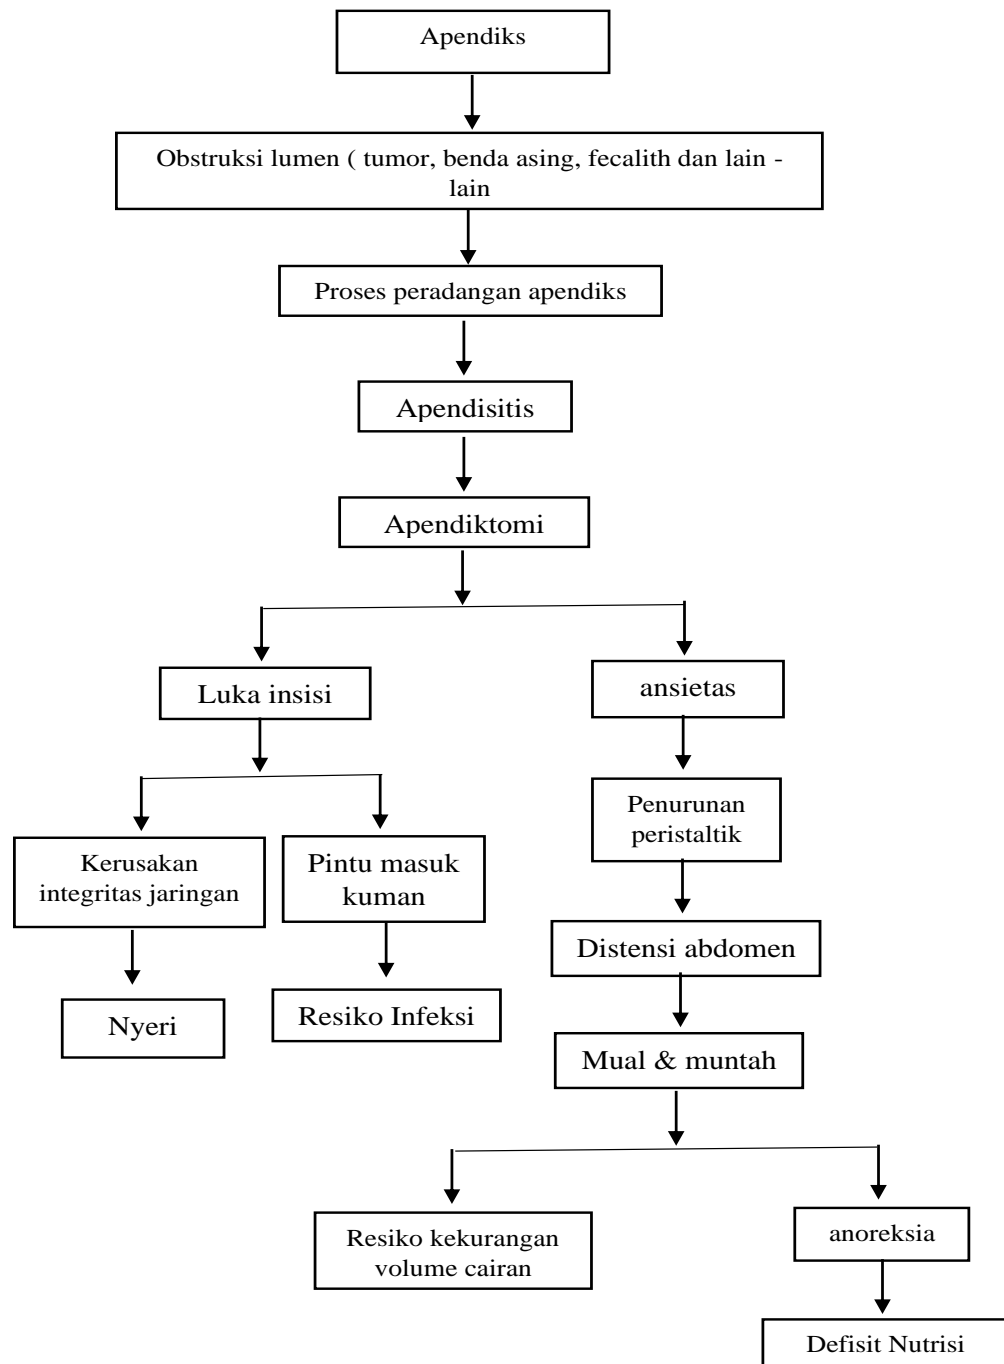 Apendiks
Obstruksi lumen ( tumor, benda asing, fecalith dan lain -
lain
Proses peradangan apendiks
Apendisitis
Apendiktomi
Luka insisi
ansietas
Penurunan
peristaltik
Kerusakan
integritas jaringan
Pintu masuk
kuman
Distensi abdomen
Nyeri
Resiko Infeksi
Mual & muntah
Resiko kekurangan
volume cairan
anoreksia
Defisit Nutrisi